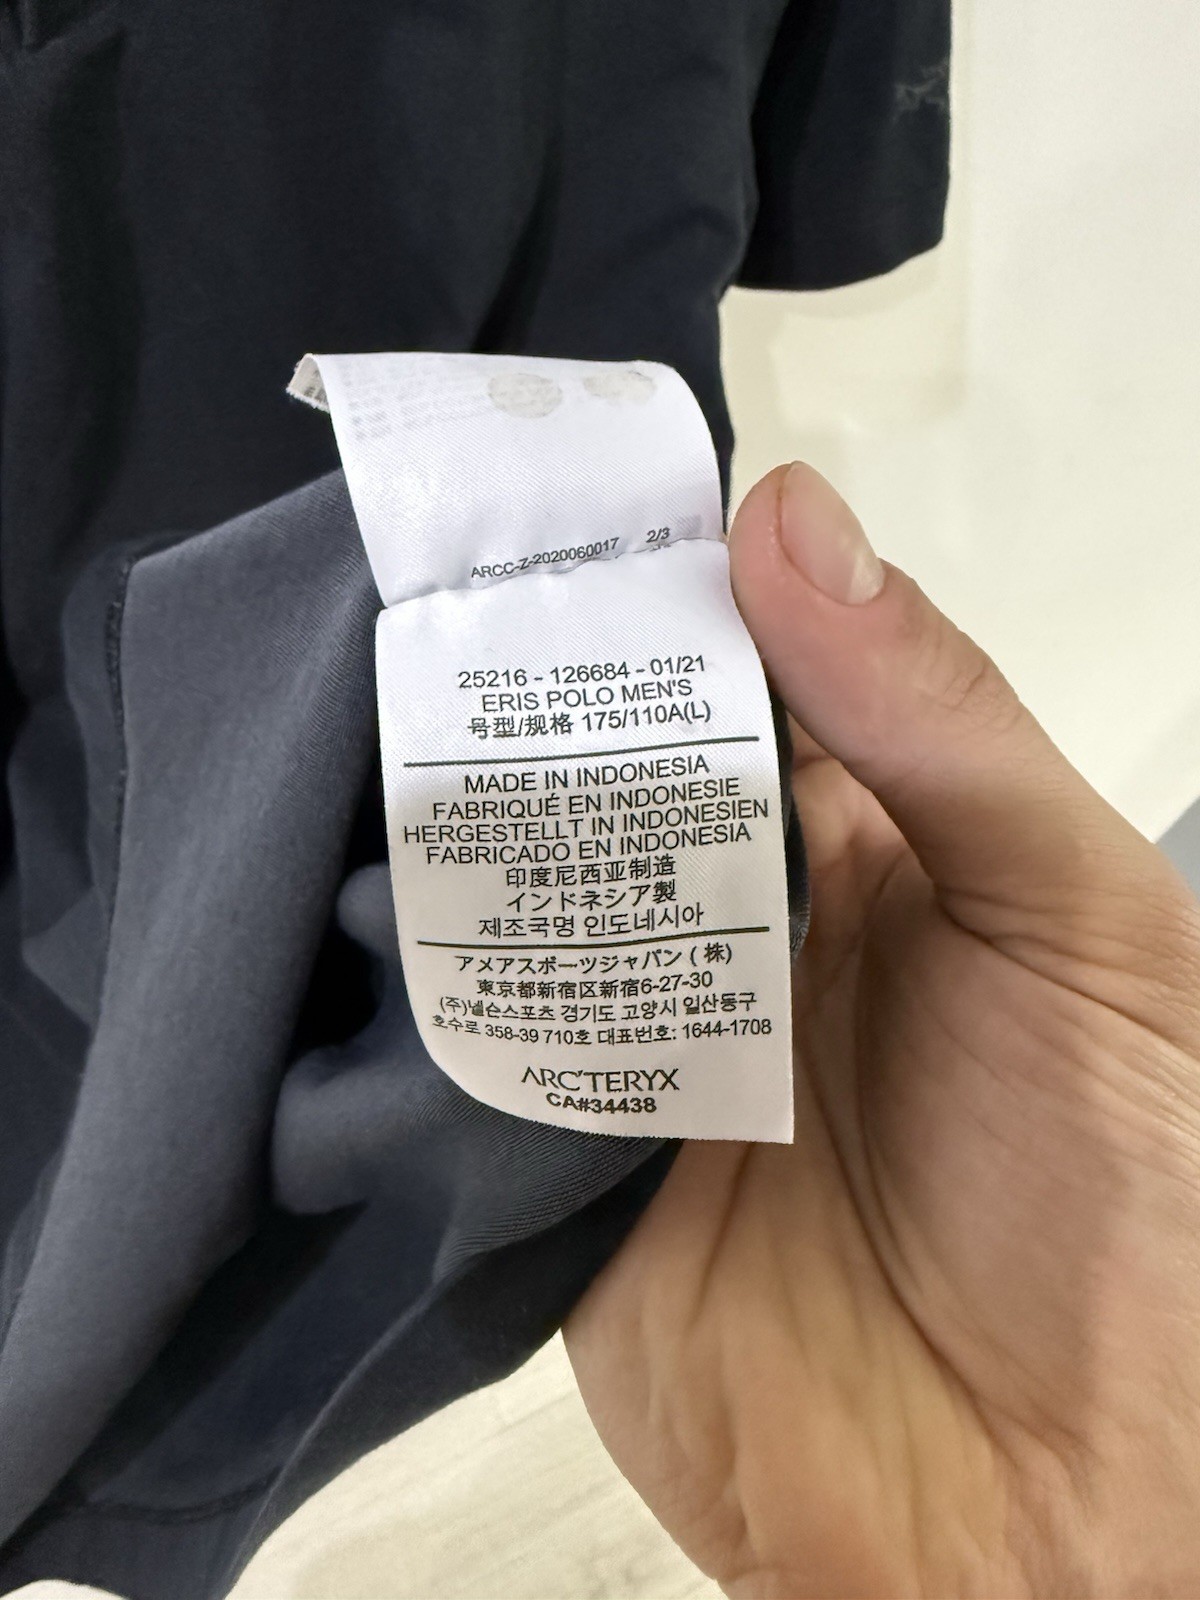 ARCC-Z-2020060017 2/3
25216 - 126684 - 01/21
ERIS POLO MEN'S
号型/规格 175/110A(L)
MADE IN INDONESIA
FABRIQUÉ EN INDONESIE
HERGESTELLT IN INDONESIEN
FABRICADO EN INDONESIA
印度尼西亚制造
インドネシア製
제조국명 인도네시아
アメアスポーツジャパン (株)
東京都新宿区新宿6-27-30
(주)넬슨스포츠 경기도 고양시 일산동구
호수로 358-39 710호 대표번호: 1644-1708
ARC'TERYX
CA#34438